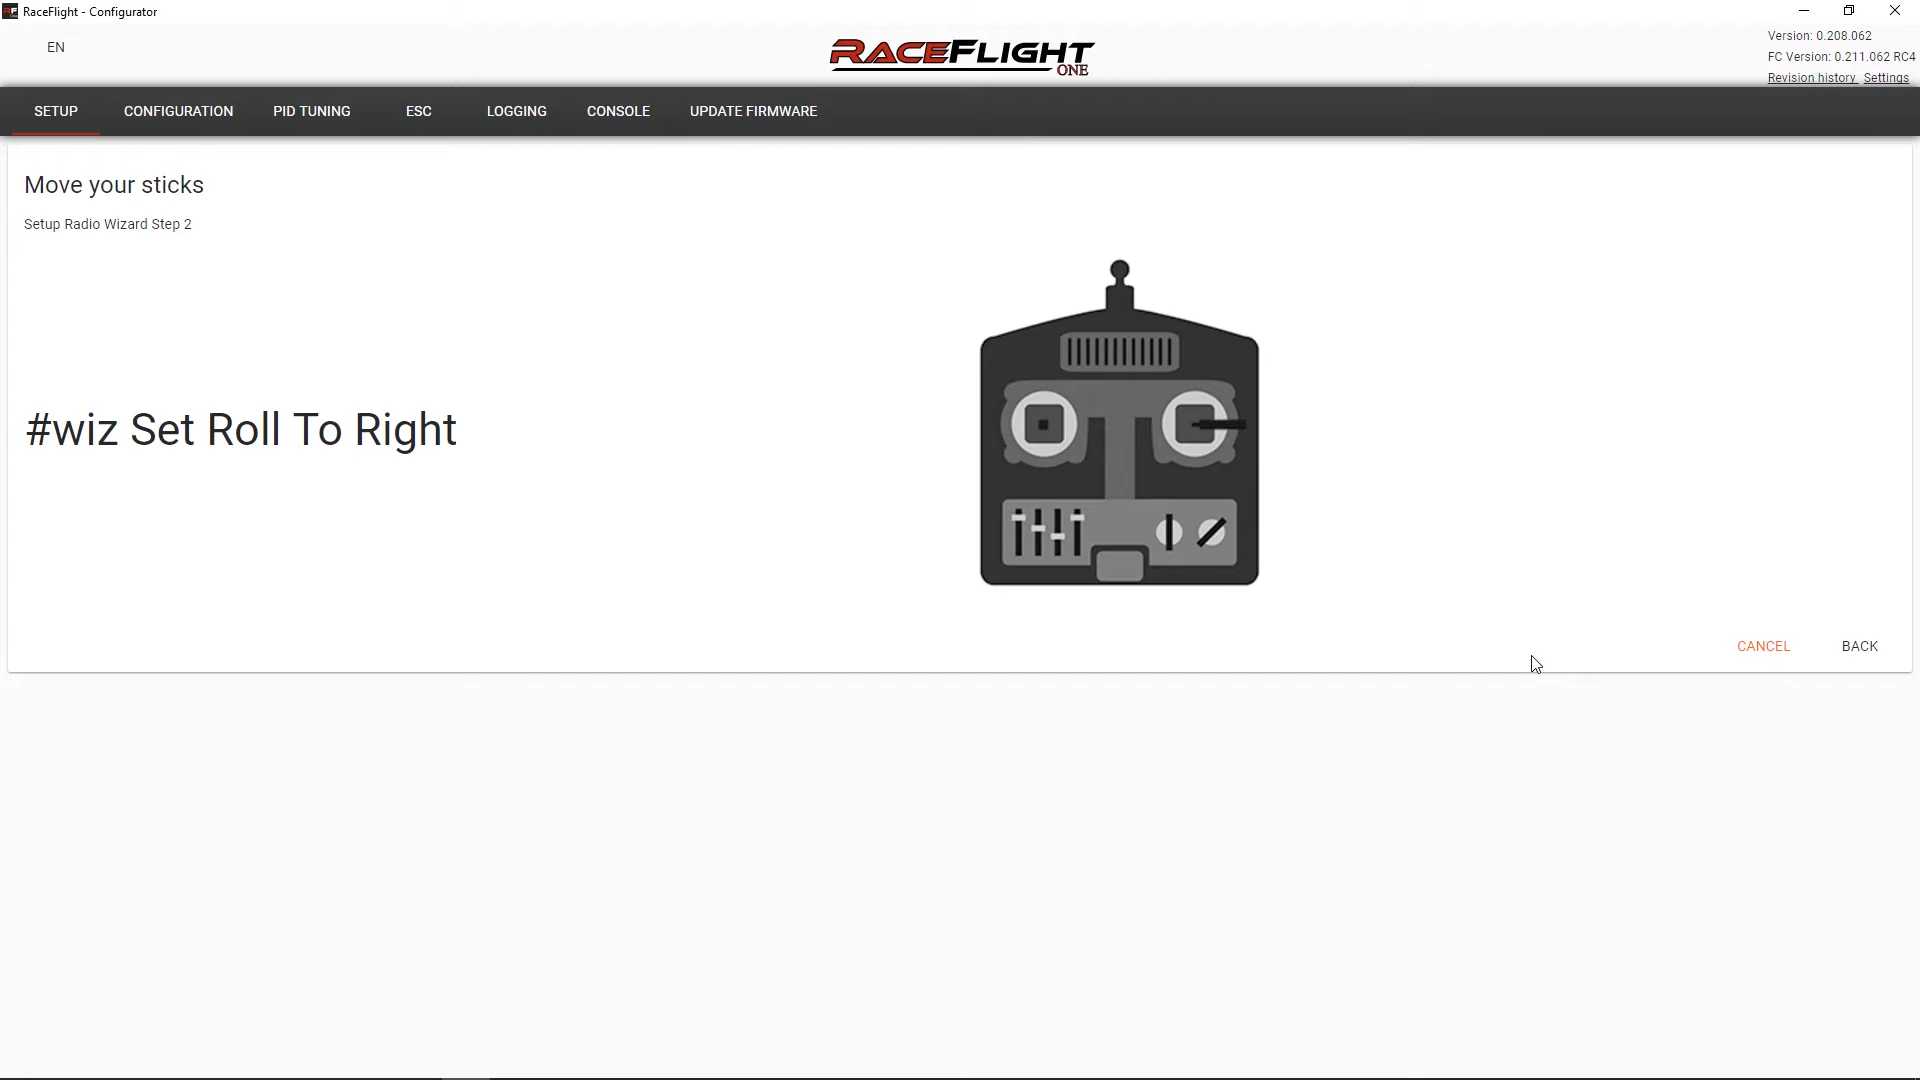 RaceFlight - Configurator
EN
RACEFLIGHT
ONE
Version: 0.208.062
FC Version: 0.211.062 RC4
Revision history Settings
SETUP CONFIGURATION PID TUNING ESC LOGGING CONSOLE UPDATE FIRMWARE
Move your sticks
Setup Radio Wizard Step 2
#wiz Set Roll To Right
CANCEL BACK